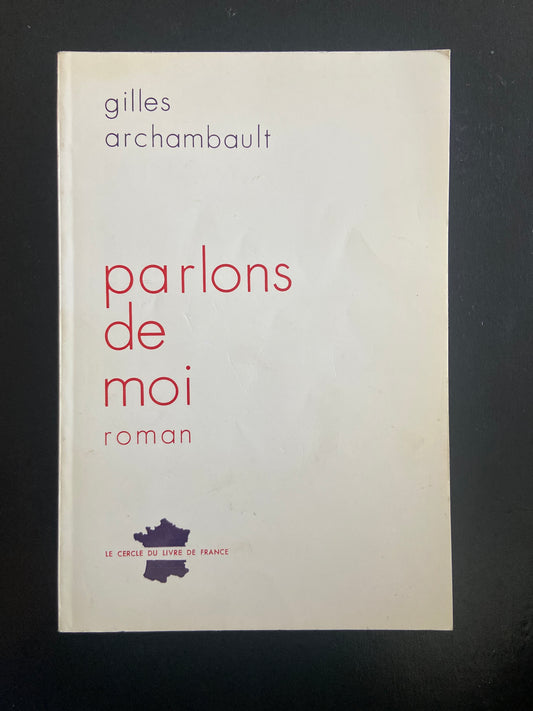 gilles
archambault
parlons
de
moi
roman
LE CERCLE DU LIVRE DE FRANCE